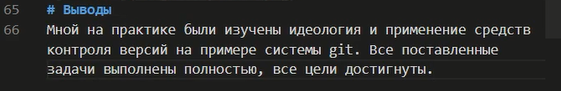 65 # Выводы
66 Мной на практике были изучены идеология и применение средств
контроля версий на примере системы git. Все поставленные
задачи выполнены полностью, все цели достигнуты.